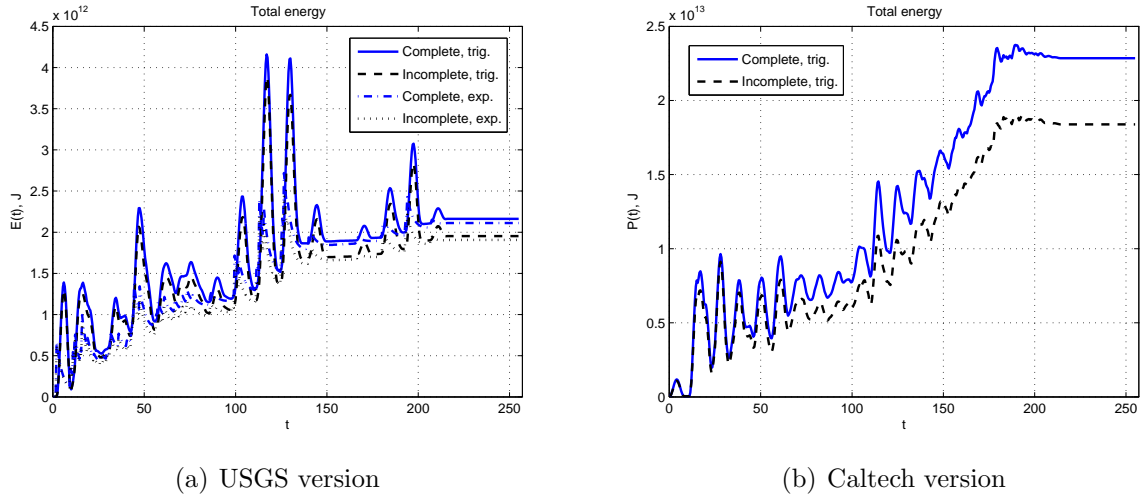 x 10^12
Total energy
4.5
4
3.5
3
2.5
2
1.5
1
0.5
0
E(t), J
Complete, trig.
Incomplete, trig.
Complete, exp.
Incomplete, exp.
0 50 100 150 200 250
t
(a) USGS version
x 10^13
Total energy
2.5
2
1.5
1
0.5
0
P(t), J
Complete, trig.
Incomplete, trig.
0 50 100 150 200 250
t
(b) Caltech version